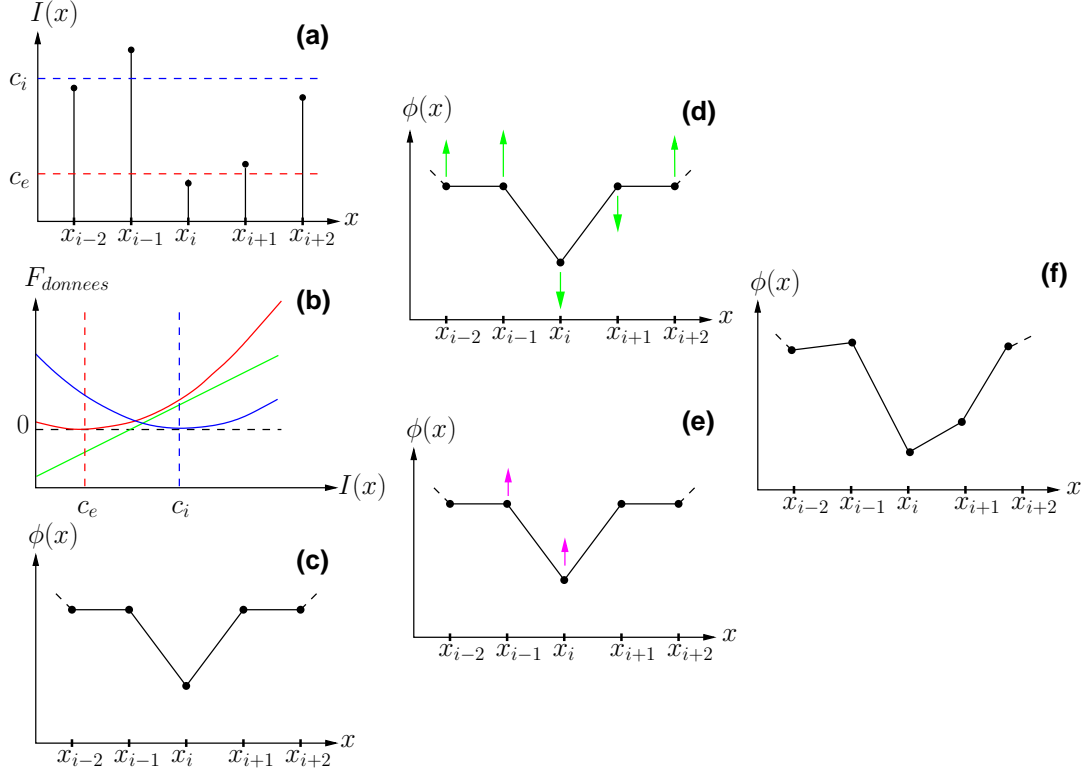 I(x)
(a)
c_i
c_e
x
x_{i-2} x_{i-1} x_i x_{i+1} x_{i+2}
F_{donnees}
(b)
0
I(x)
c_e c_i
ϕ(x)
(c)
x
x_{i-2} x_{i-1} x_i x_{i+1} x_{i+2}
ϕ(x)
(d)
x
x_{i-2} x_{i-1} x_i x_{i+1} x_{i+2}
ϕ(x)
(e)
x
x_{i-2} x_{i-1} x_i x_{i+1} x_{i+2}
ϕ(x)
(f)
x
x_{i-2} x_{i-1} x_i x_{i+1} x_{i+2}